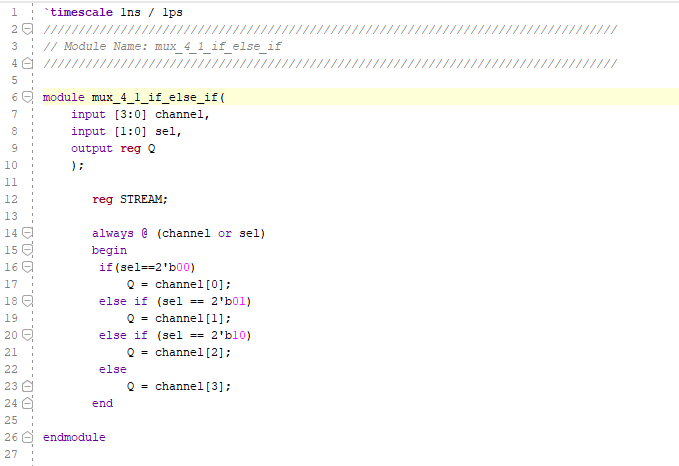 1 `timescale 1ns / 1ps
2 //////////////////////////////////////////////////////////////////////////////////
3 // Module Name: mux_4_1_if_else_if
4 //////////////////////////////////////////////////////////////////////////////////
5
6 module mux_4_1_if_else_if(
7     input [3:0] channel,
8     input [1:0] sel,
9     output reg Q
10     );
11
12        reg STREAM;
13
14        always @ (channel or sel)
15        begin
16         if(sel==2'b00)
17             Q = channel[0];
18         else if (sel == 2'b01)
19             Q = channel[1];
20         else if (sel == 2'b10)
21             Q = channel[2];
22         else
23             Q = channel[3];
24        end
25
26 endmodule
27